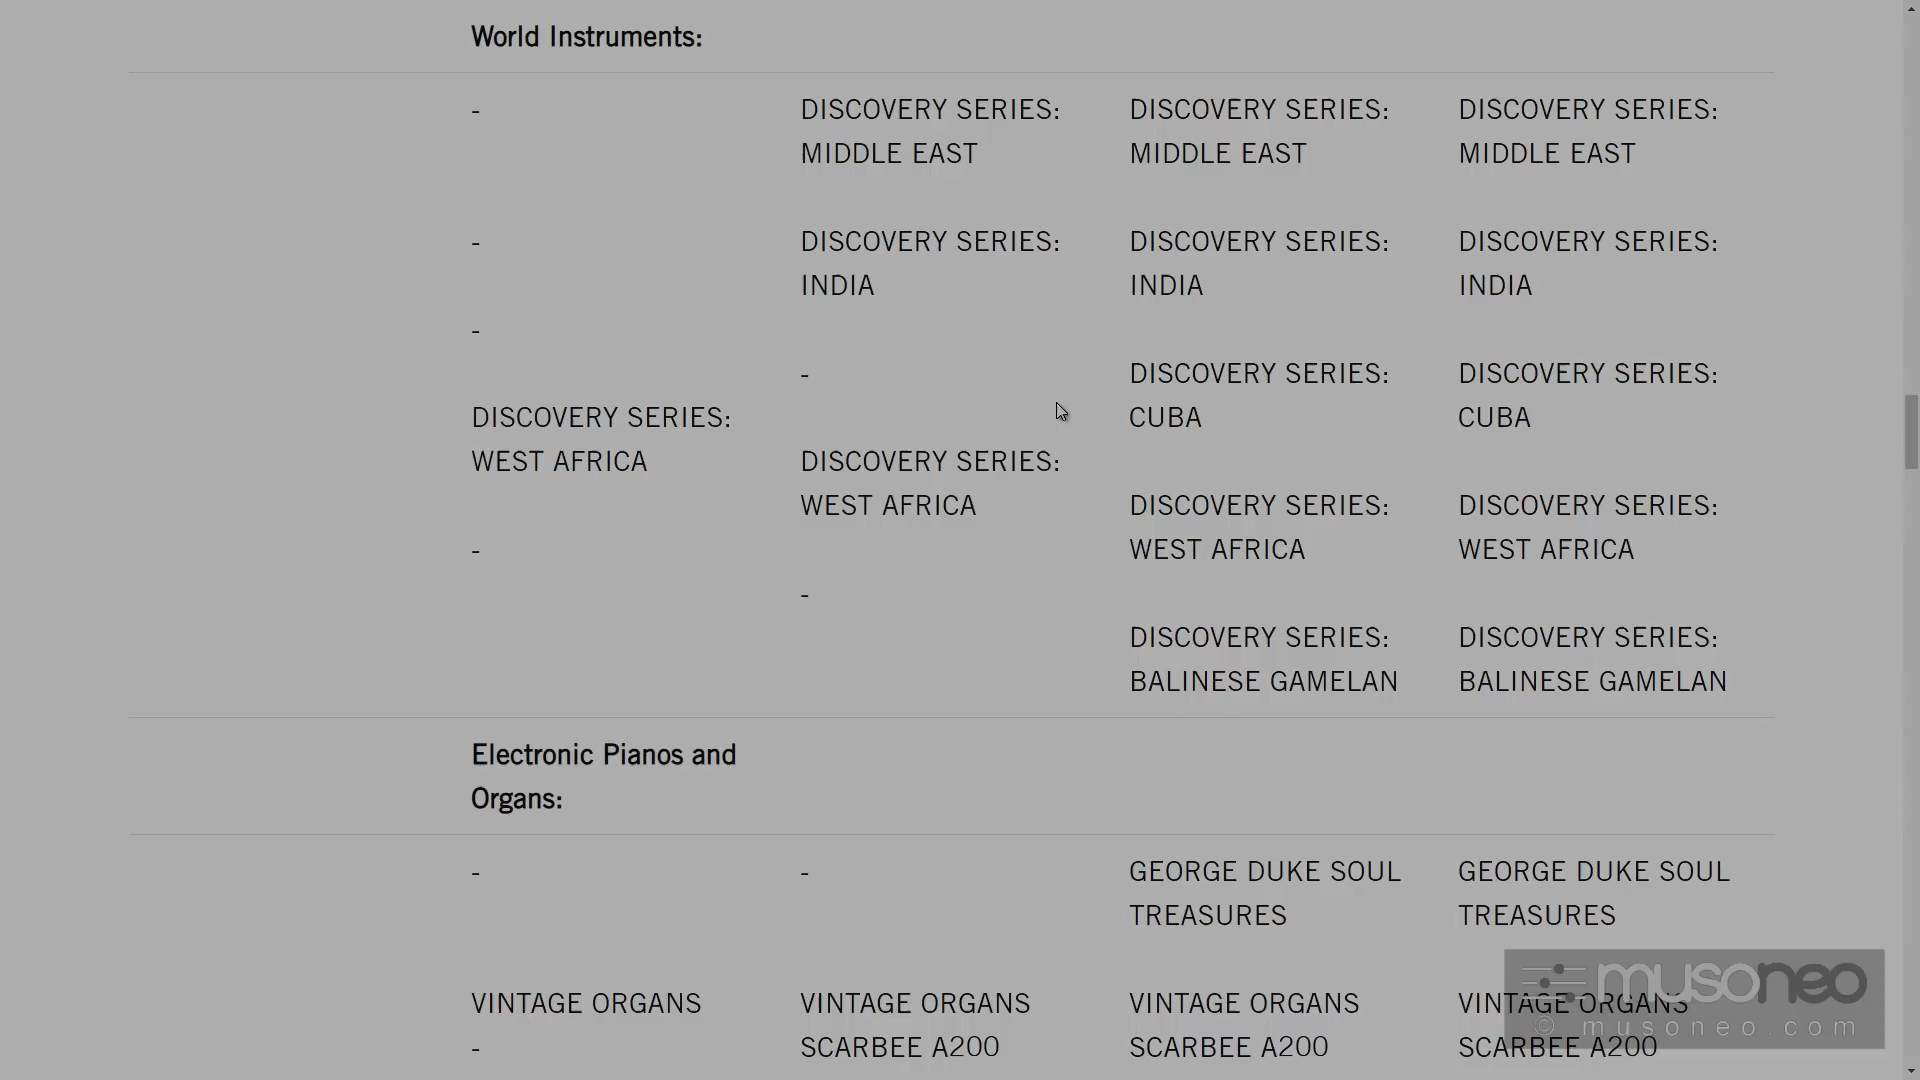 World Instruments:
- DISCOVERY SERIES: DISCOVERY SERIES: DISCOVERY SERIES:
MIDDLE EAST MIDDLE EAST MIDDLE EAST
- DISCOVERY SERIES: DISCOVERY SERIES: DISCOVERY SERIES:
INDIA INDIA INDIA
-
- DISCOVERY SERIES: DISCOVERY SERIES:
DISCOVERY SERIES: CUBA CUBA
WEST AFRICA DISCOVERY SERIES:
WEST AFRICA DISCOVERY SERIES: DISCOVERY SERIES:
- WEST AFRICA WEST AFRICA
-
DISCOVERY SERIES: DISCOVERY SERIES:
BALINESE GAMELAN BALINESE GAMELAN
Electronic Pianos and
Organs:
- - GEORGE DUKE SOUL GEORGE DUKE SOUL
TREASURES TREASURES
musoneo
VINTAGE ORGANS VINTAGE ORGANS VINTAGE ORGANS VINTAGE ORGANS
© musoneo.com
- SCARBEE A200 SCARBEE A200 SCARBEE A200